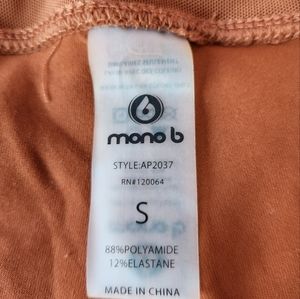 mono b
STYLE:AP2037
RN#120064
S
88%POLYAMIDE
12%ELASTANE
MADE IN CHINA